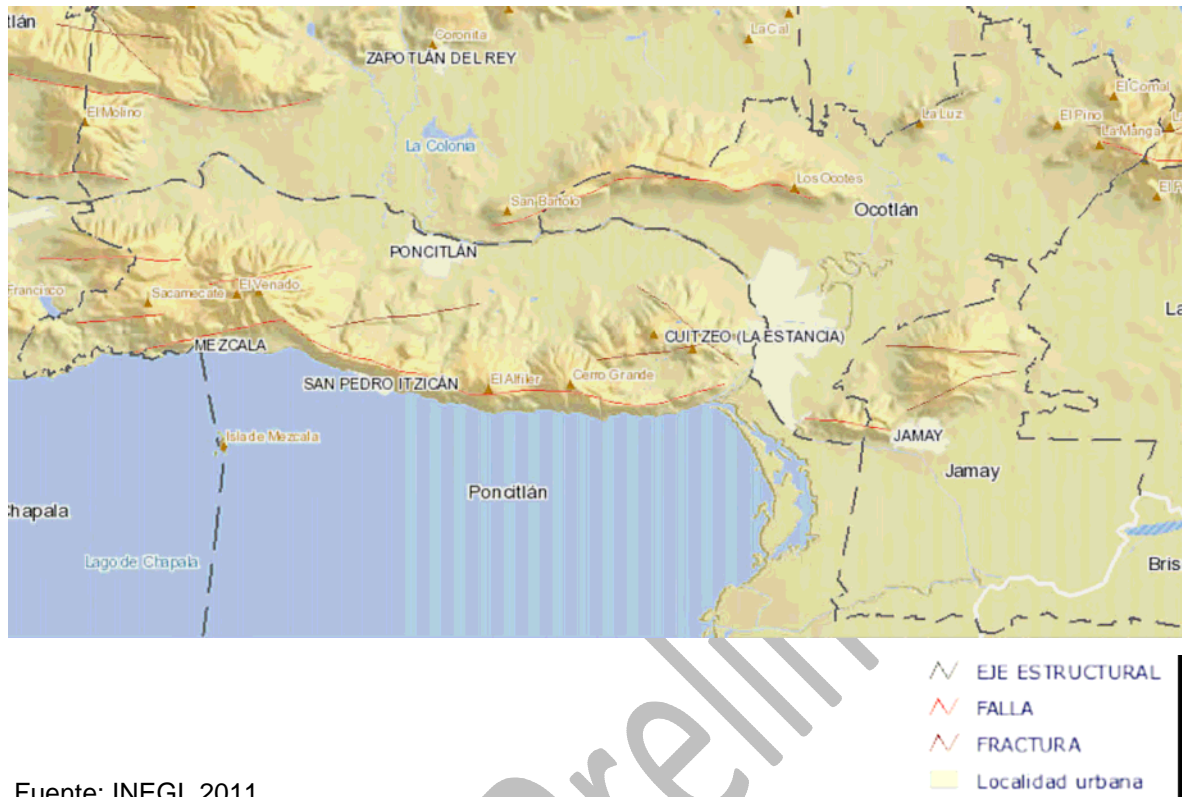 tlán
Coronita
La Cal
ZAPOTLÁN DEL REY
El Molino
El Comal
La Luz
El Pino
La Manga
La Colonia
Los Ocotes
San Bartolo
Ocotlán
PONCITLÁN
Francisco
Sacamecate
El Venado
MEZCALA
CUITZEO (LA ESTANCIA)
SAN PEDRO ITZICÁN
El Alfiler
Cerro Grande
JAMAY
Isla de Mezcala
Jamay
Poncitlán
hapala
Lago de Chapala
Bris
EJE ESTRUCTURAL
FALLA
FRACTURA
Localidad urbana
Fuente: INEGI, 2011
Prelim